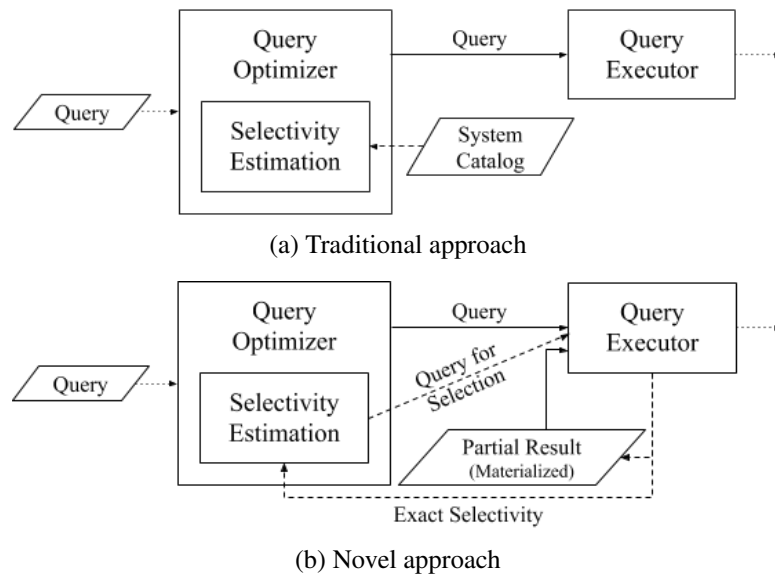 Query
Query
Optimizer
Selectivity
Estimation
Query
System
Catalog
Query
Executor
(a) Traditional approach
Query
Query
Optimizer
Selectivity
Estimation
Query
Query for
Selection
Query
Executor
Partial Result
(Materialized)
Exact Selectivity
(b) Novel approach